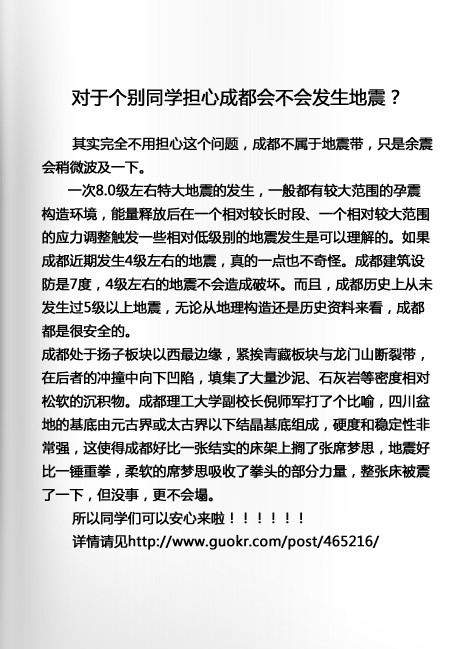 对于个别同学担心成都会不会发生地震？
其实完全不用担心这个问题，成都不属于地震带，只是余震
会稍微波及一下。
一次8.0级左右特大地震的发生，一般都有较大范围的孕震
构造环境，能量释放后在一个相对较长时段、一个相对较大范围
的应力调整触发一些相对低级别的地震发生是可以理解的。如果
成都近期发生4级左右的地震，真的一点也不奇怪。成都建筑设
防是7度，4级左右的地震不会造成破坏。而且，成都历史上从未
发生过5级以上地震，无论从地理构造还是历史资料来看，成都
都是很安全的。
成都处于扬子板块以西最边缘，紧挨青藏板块与龙门山断裂带，
在后者的冲撞中向下凹陷，填集了大量沙泥、石灰岩等密度相对
松软的沉积物。成都理工大学副校长倪师军打了个比喻，四川盆
地的基底由元古界或太古界以下结晶基底组成，硬度和稳定性非
常强，这使得成都好比一张结实的床架上搁了张席梦思，地震好
比一锤重拳，柔软的席梦思吸收了拳头的部分力量，整张床被震
了一下，但没事，更不会塌。
所以同学们可以安心来啦！！！！！！
详情请见http://www.guokr.com/post/465216/